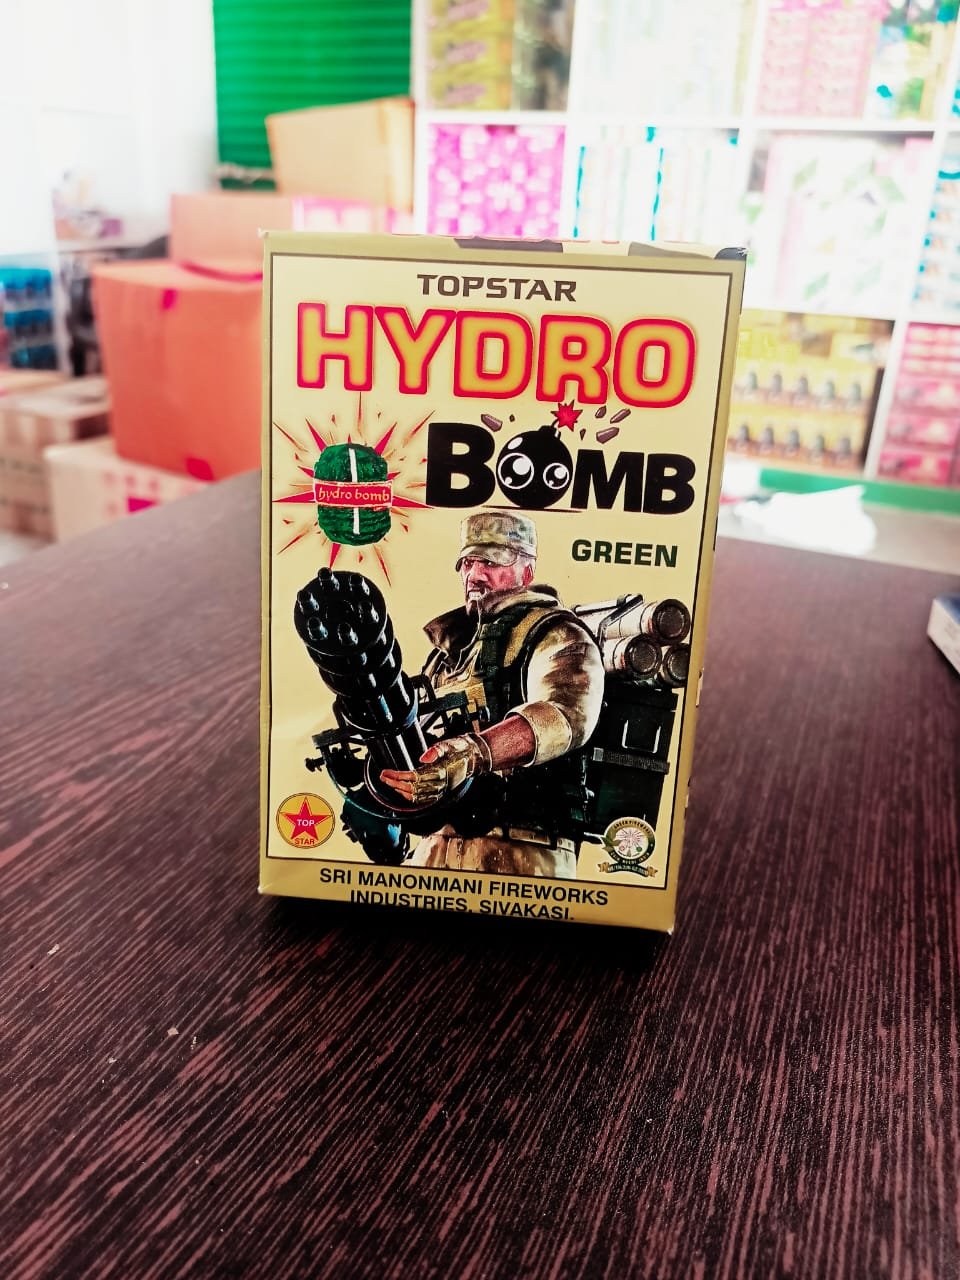 TOPSTAR
HYDRO
BOMB
hydro bomb
GREEN
TOP
STAR
SRI MANONMANI FIREWORKS
INDUSTRIES, SIVAKASI.